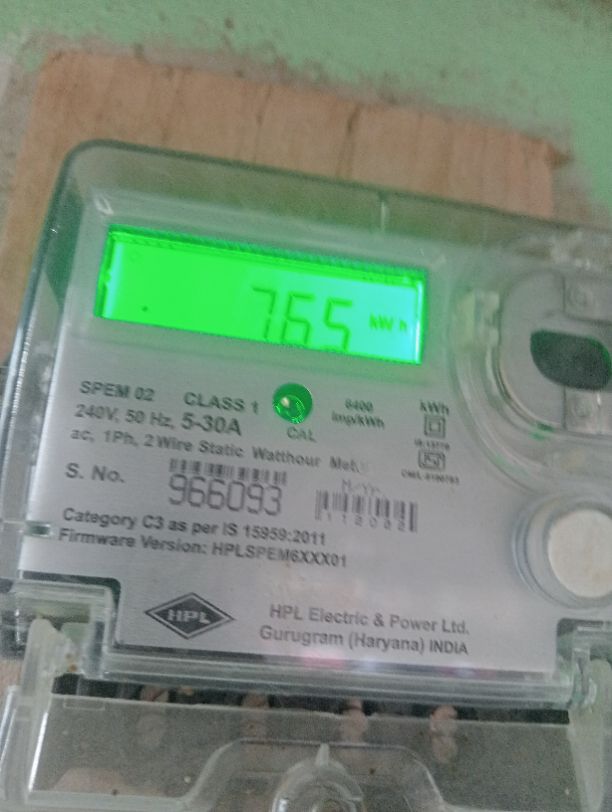 765 kWh
SPEM 02 CLASS 1 6400 kWh
240V, 50 Hz, 5-30A imp/kWh
CAL
ac, 1Ph, 2 Wire Static Watthour
S. No. 966093
Category C3 as per IS 15959:2011
Firmware Version: HPLSPEM6XXX01
HPL HPL Electric & Power Ltd.
Gurugram (Haryana) INDIA